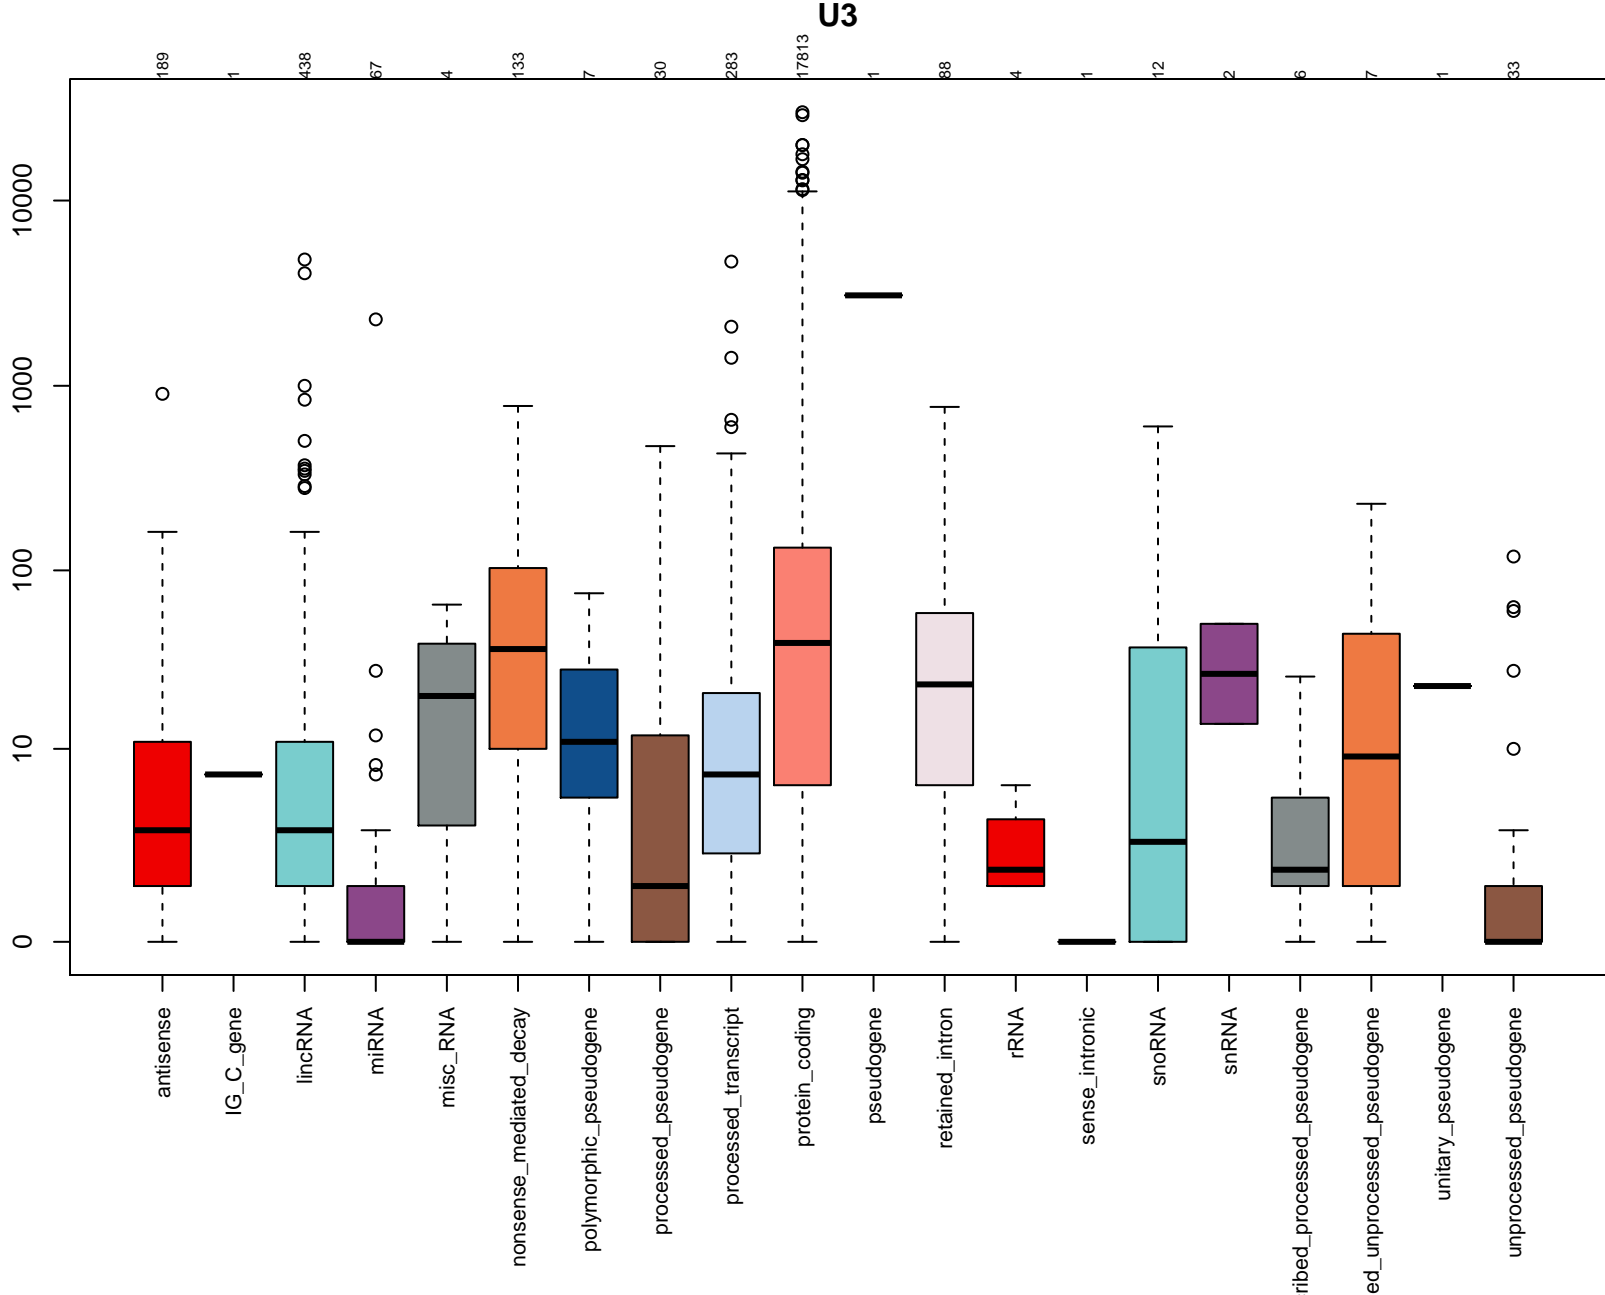 U3
189 1 438 67 4 133 7 30 283 17813 1 88 4 1 12 2 6 7 1 33
10000
1000
100
10
0
antisense
IG_C_gene
lincRNA
miRNA
misc_RNA
nonsense_mediated_decay
polymorphic_pseudogene
processed_pseudogene
processed_transcript
protein_coding
pseudogene
retained_intron
rRNA
sense_intronic
snoRNA
snRNA
ribed_processed_pseudogene
ed_unprocessed_pseudogene
unitary_pseudogene
unprocessed_pseudogene